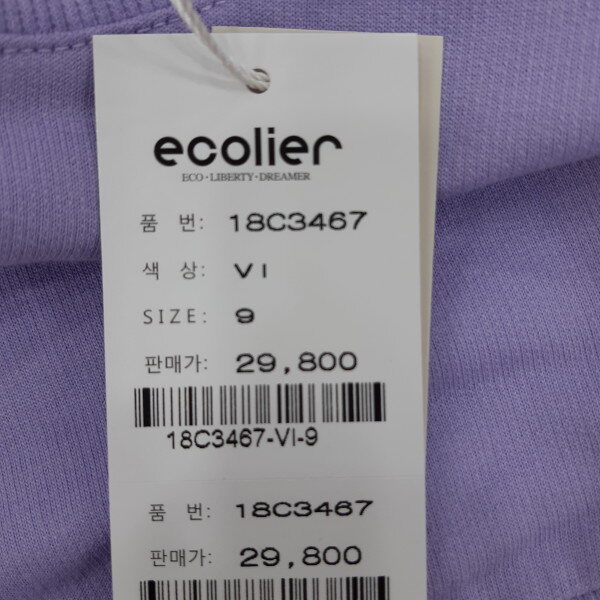 ecolier
ECO·LIBERTY·DREAMER
품 번: 18C3467
색 상: VI
SIZE: 9
판매가: 29,800
18C3467-VI-9
품 번: 18C3467
판매가: 29,800